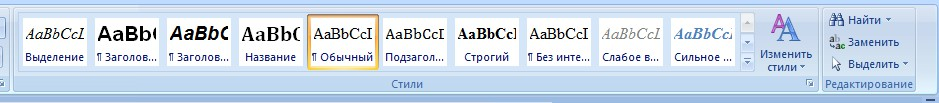 AaBbCcI AaBb( AaBbC AaBbC AaBbCcI AaBbCcI AaBbCcI AaBbCcI AaBbCcI AaBbCcI
Выделение ¶ Заголов... ¶ Заголов... Название ¶ Обычный Подзагол... Строгий ¶ Без инте... Слабое в... Сильное ...
Изменить
стили
Стили
Найти
Заменить
Выделить
Редактирование